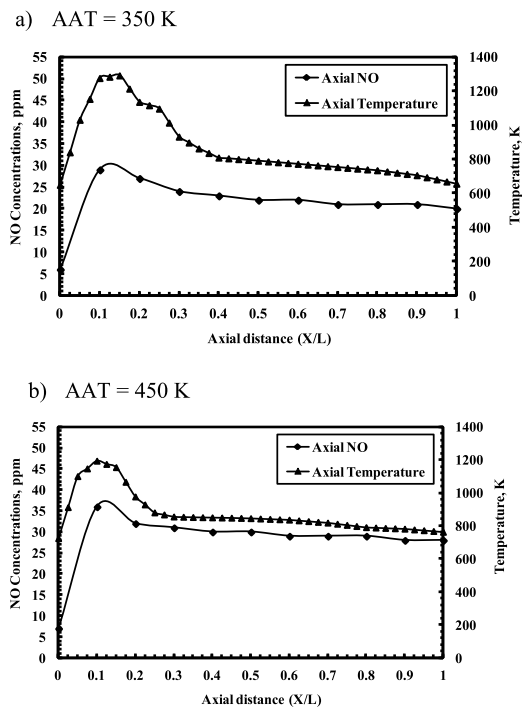 a) AAT = 350 K
55 1400
50 1200
45
40 1000
35
30 800
25 600
20
15 400
10 200
5
0 0
NO Concentrations, ppm
Temperature, K
Axial NO
Axial Temperature
0 0.1 0.2 0.3 0.4 0.5 0.6 0.7 0.8 0.9 1
Axial distance (X/L)
b) AAT = 450 K
55 1400
50 1200
45
40 1000
35
30 800
25 600
20
15 400
10 200
5
0 0
NO Concentrations, ppm
Temperature, K
Axial NO
Axial Temperature
0 0.1 0.2 0.3 0.4 0.5 0.6 0.7 0.8 0.9 1
Axial distance (X/L)